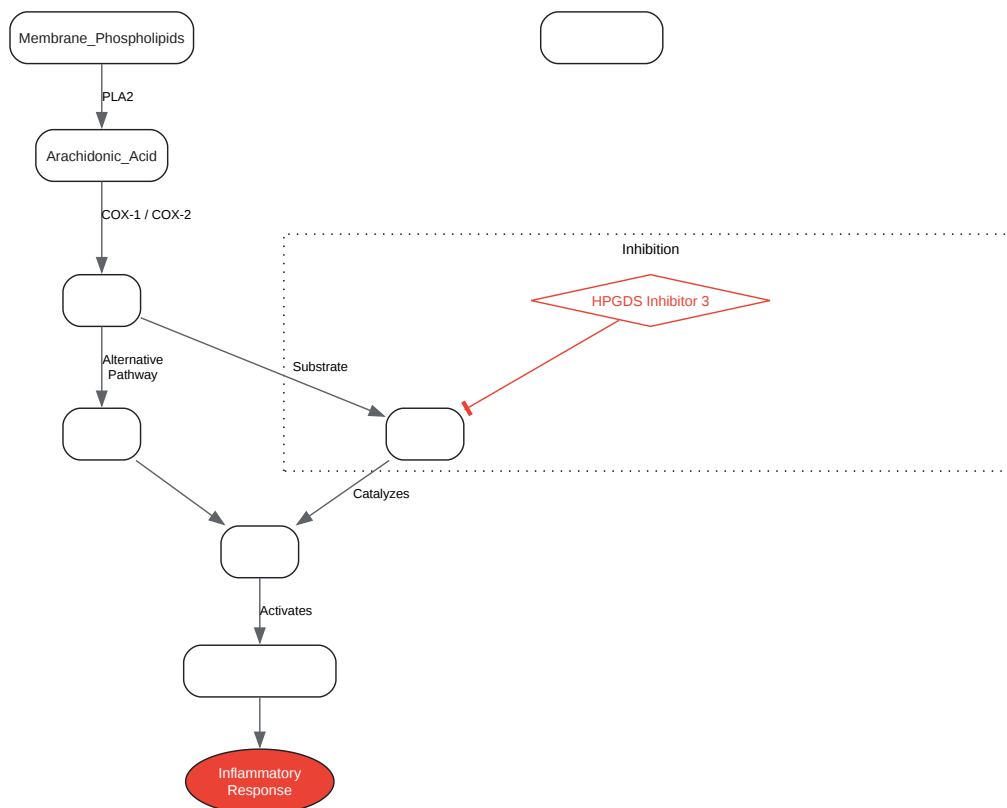 Membrane_Phospholipids
PLA2
Arachidonic_Acid
COX-1 / COX-2
Inhibition
HPGDS Inhibitor 3
Alternative
Pathway
Substrate
Catalyzes
Activates
Inflammatory
Response